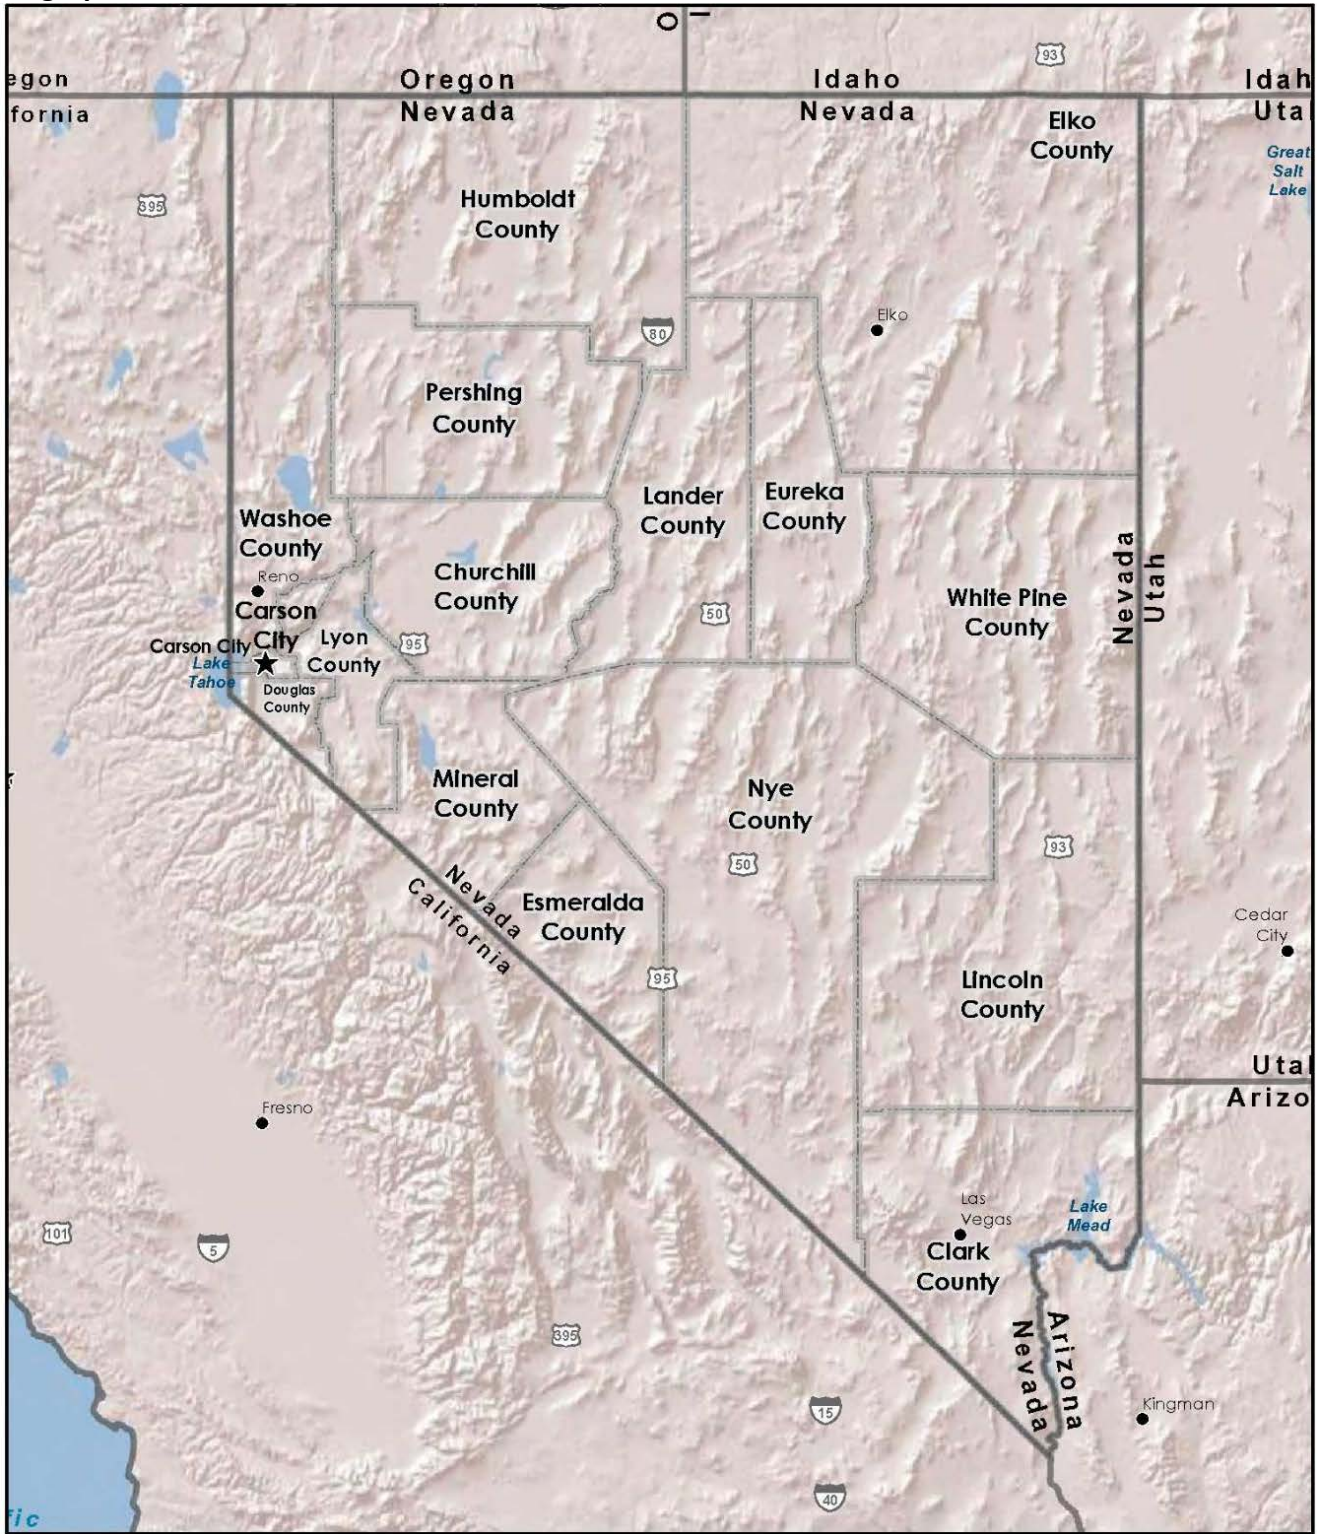 93
egon
Oregon
Idaho
Idah
fornia
Nevada
Nevada
Uta
Elko
County
Great
Salt
Lake
395
Humboldt
County
Elko
80
Pershing
County
Lander
County
Eureka
County
Washoe
County
Nevada
Utah
Reno
Churchill
County
White Pine
County
50
Carson
City
Carson City
Lyon
County
95
Lake
Tahoe
Douglas
County
Mineral
County
Nye
County
50
93
Nevada
California
Esmeralda
County
Cedar
City
95
Lincoln
County
Uta
Arizo
Fresno
Las
Vegas
Lake
Mead
101
5
Clark
County
395
Nevada
Arizona
15
Kingman
40
fic